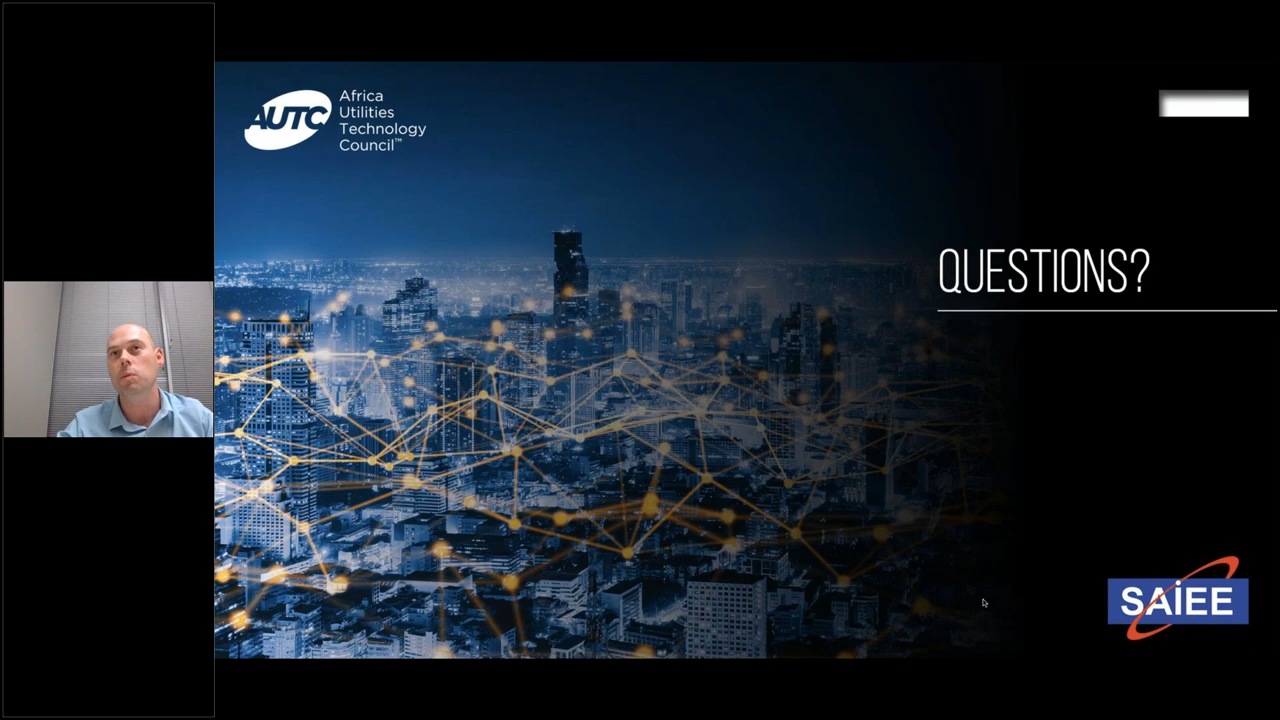 AUTC
Africa
Utilities
Technology
Council™
QUESTIONS?
SAiEE